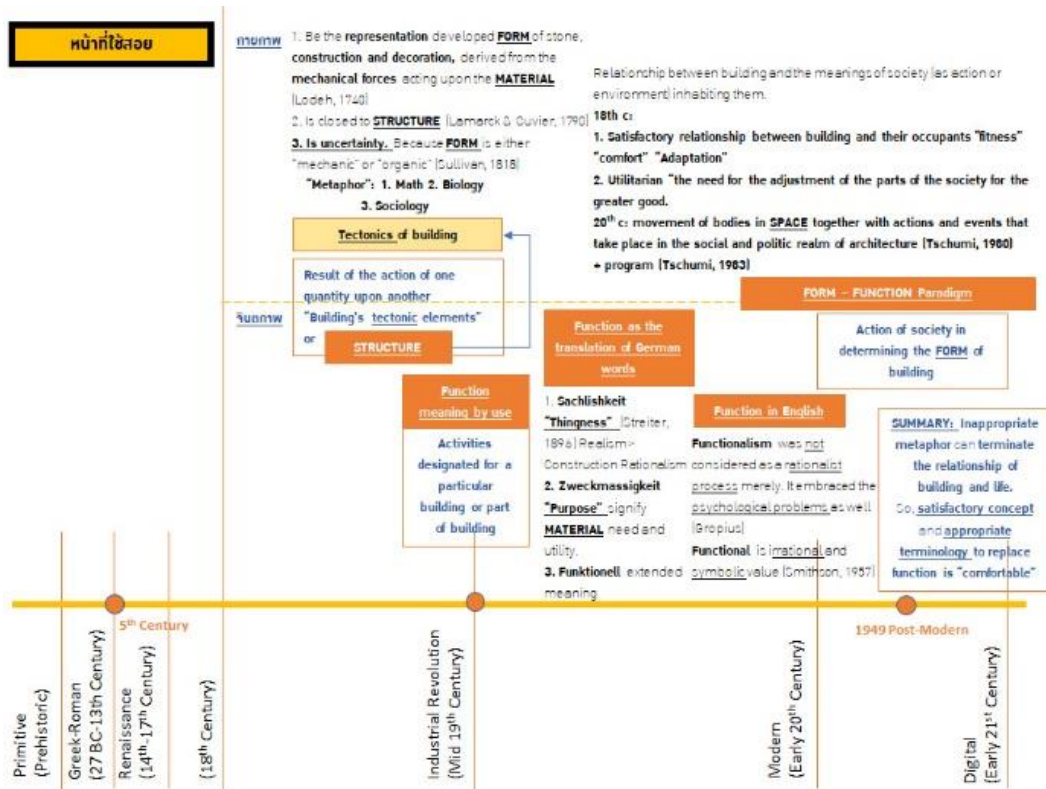 หน้าที่ใช้สอย
กายภาพ
1. Be the representation developed FORM of stone,
construction and decoration, derived from the
mechanical forces acting upon the MATERIAL
(Lodoli, 1740)
2. Is closed to STRUCTURE (Lamarck & Cuvier, 1790)
3. Is uncertainty. Because FORM is either
"mechanic" or "organic" (Sullivan, 1818)
"Metaphor": 1. Math 2. Biology
3. Sociology
Tectonics of building
Result of the action of one
quantity upon another
"Building's tectonic elements"
or
STRUCTURE
จินตภาพ
Relationship between building and the meanings of society (as action or
environment) inhabiting them.
18th c:
1. Satisfactory relationship between building and their occupants "fitness"
"comfort" "Adaptation"
2. Utilitarian "the need for the adjustment of the parts of the society for the
greater good.
20th c: movement of bodies in SPACE together with actions and events that
take place in the social and politic realm of architecture (Tschumi, 1980)
+ program (Tschumi, 1983)
FORM – FUNCTION Paradigm
Action of society in
determining the FORM of
building
Function
meaning by use
Activities
designated for a
particular
building or part
of building
Function as the
translation of German
words
1. Sachlishkeit
"Thingness" (Streiter,
1896) Realism>
Construction Rationalism
2. Zweckmassigkeit
"Purpose" signify
MATERIAL need and
utility.
3. Funktionell extended
meaning
Function in English
Functionalism was not
considered as a rationalist
process merely. It embraced the
psychological problems as well
(Gropius)
Functional is irrational and
symbolic value (Smithson, 1957)
SUMMARY: Inappropriate
metaphor can terminate
the relationship of
building and life.
So, satisfactory concept
and appropriate
terminology to replace
function is "comfortable"
5th Century
1949 Post-Modern
Primitive
(Prehistoric)
Greek-Roman
(27 BC-13th Century)
Renaissance
(14th-17th Century)
(18th Century)
Industrial Revolution
(Mid 19th Century)
Modern
(Early 20th Century)
Digital
(Early 21st Century)